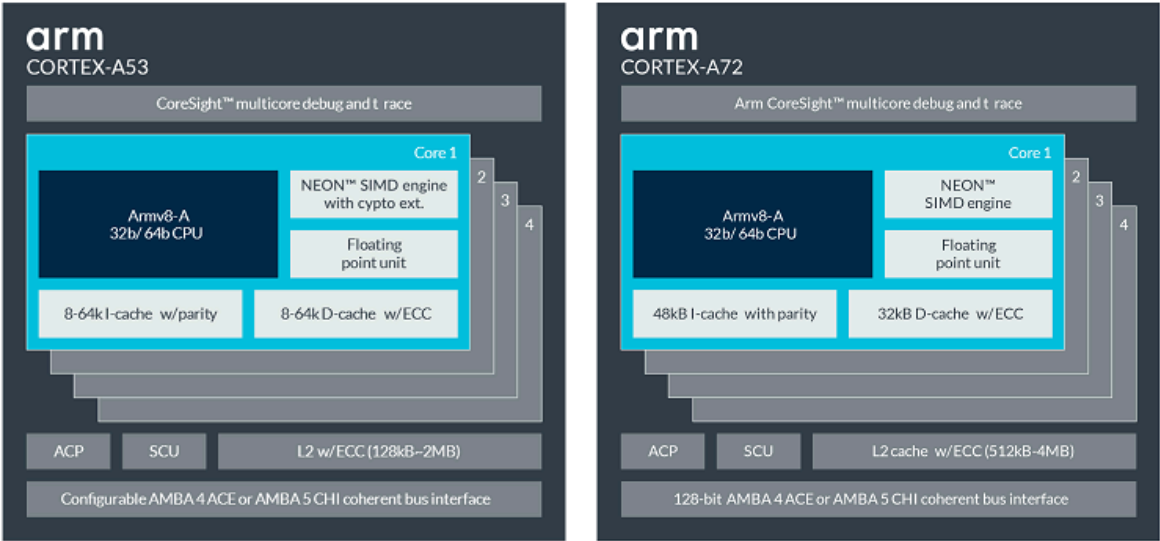 arm
CORTEX-A53
CoreSight™ multicore debug and t race
Core 1
2
3
4
Armv8-A
32b/ 64b CPU
NEON™ SIMD engine
with cypto ext.
Floating
point unit
8-64k I-cache w/parity
8-64k D-cache w/ECC
ACP
SCU
L2 w/ECC (128kB~2MB)
Configurable AMBA 4 ACE or AMBA 5 CHI coherent bus interface
arm
CORTEX-A72
Arm CoreSight™ multicore debug and t race
Core 1
2
3
4
Armv8-A
32b/ 64b CPU
NEON™
SIMD engine
Floating
point unit
48kB I-cache with parity
32kB D-cache w/ECC
ACP
SCU
L2 cache w/ECC (512kB-4MB)
128-bit AMBA 4 ACE or AMBA 5 CHI coherent bus interface